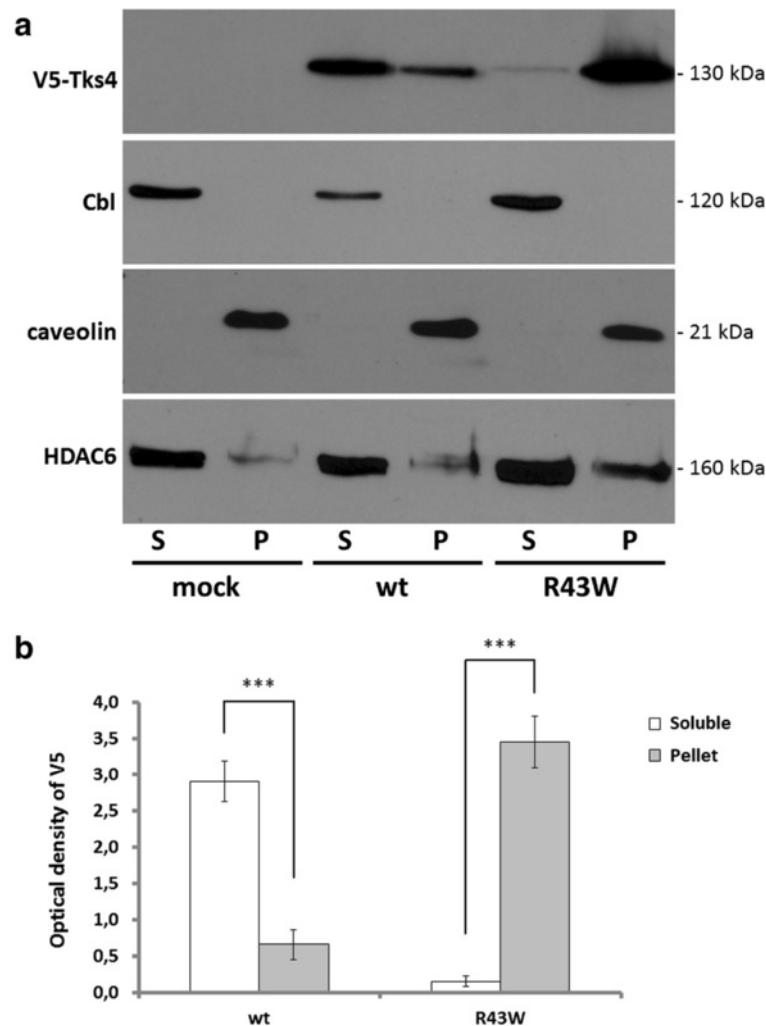 a
V5-Tks4
- 130 kDa
Cbl
- 120 kDa
caveolin
- 21 kDa
HDAC6
- 160 kDa
S P S P S P
mock wt R43W
b
*** ***
Optical density of V5
4,0
3,5
3,0
2,5
2,0
1,5
1,0
0,5
0,0
wt R43W
Soluble
Pellet